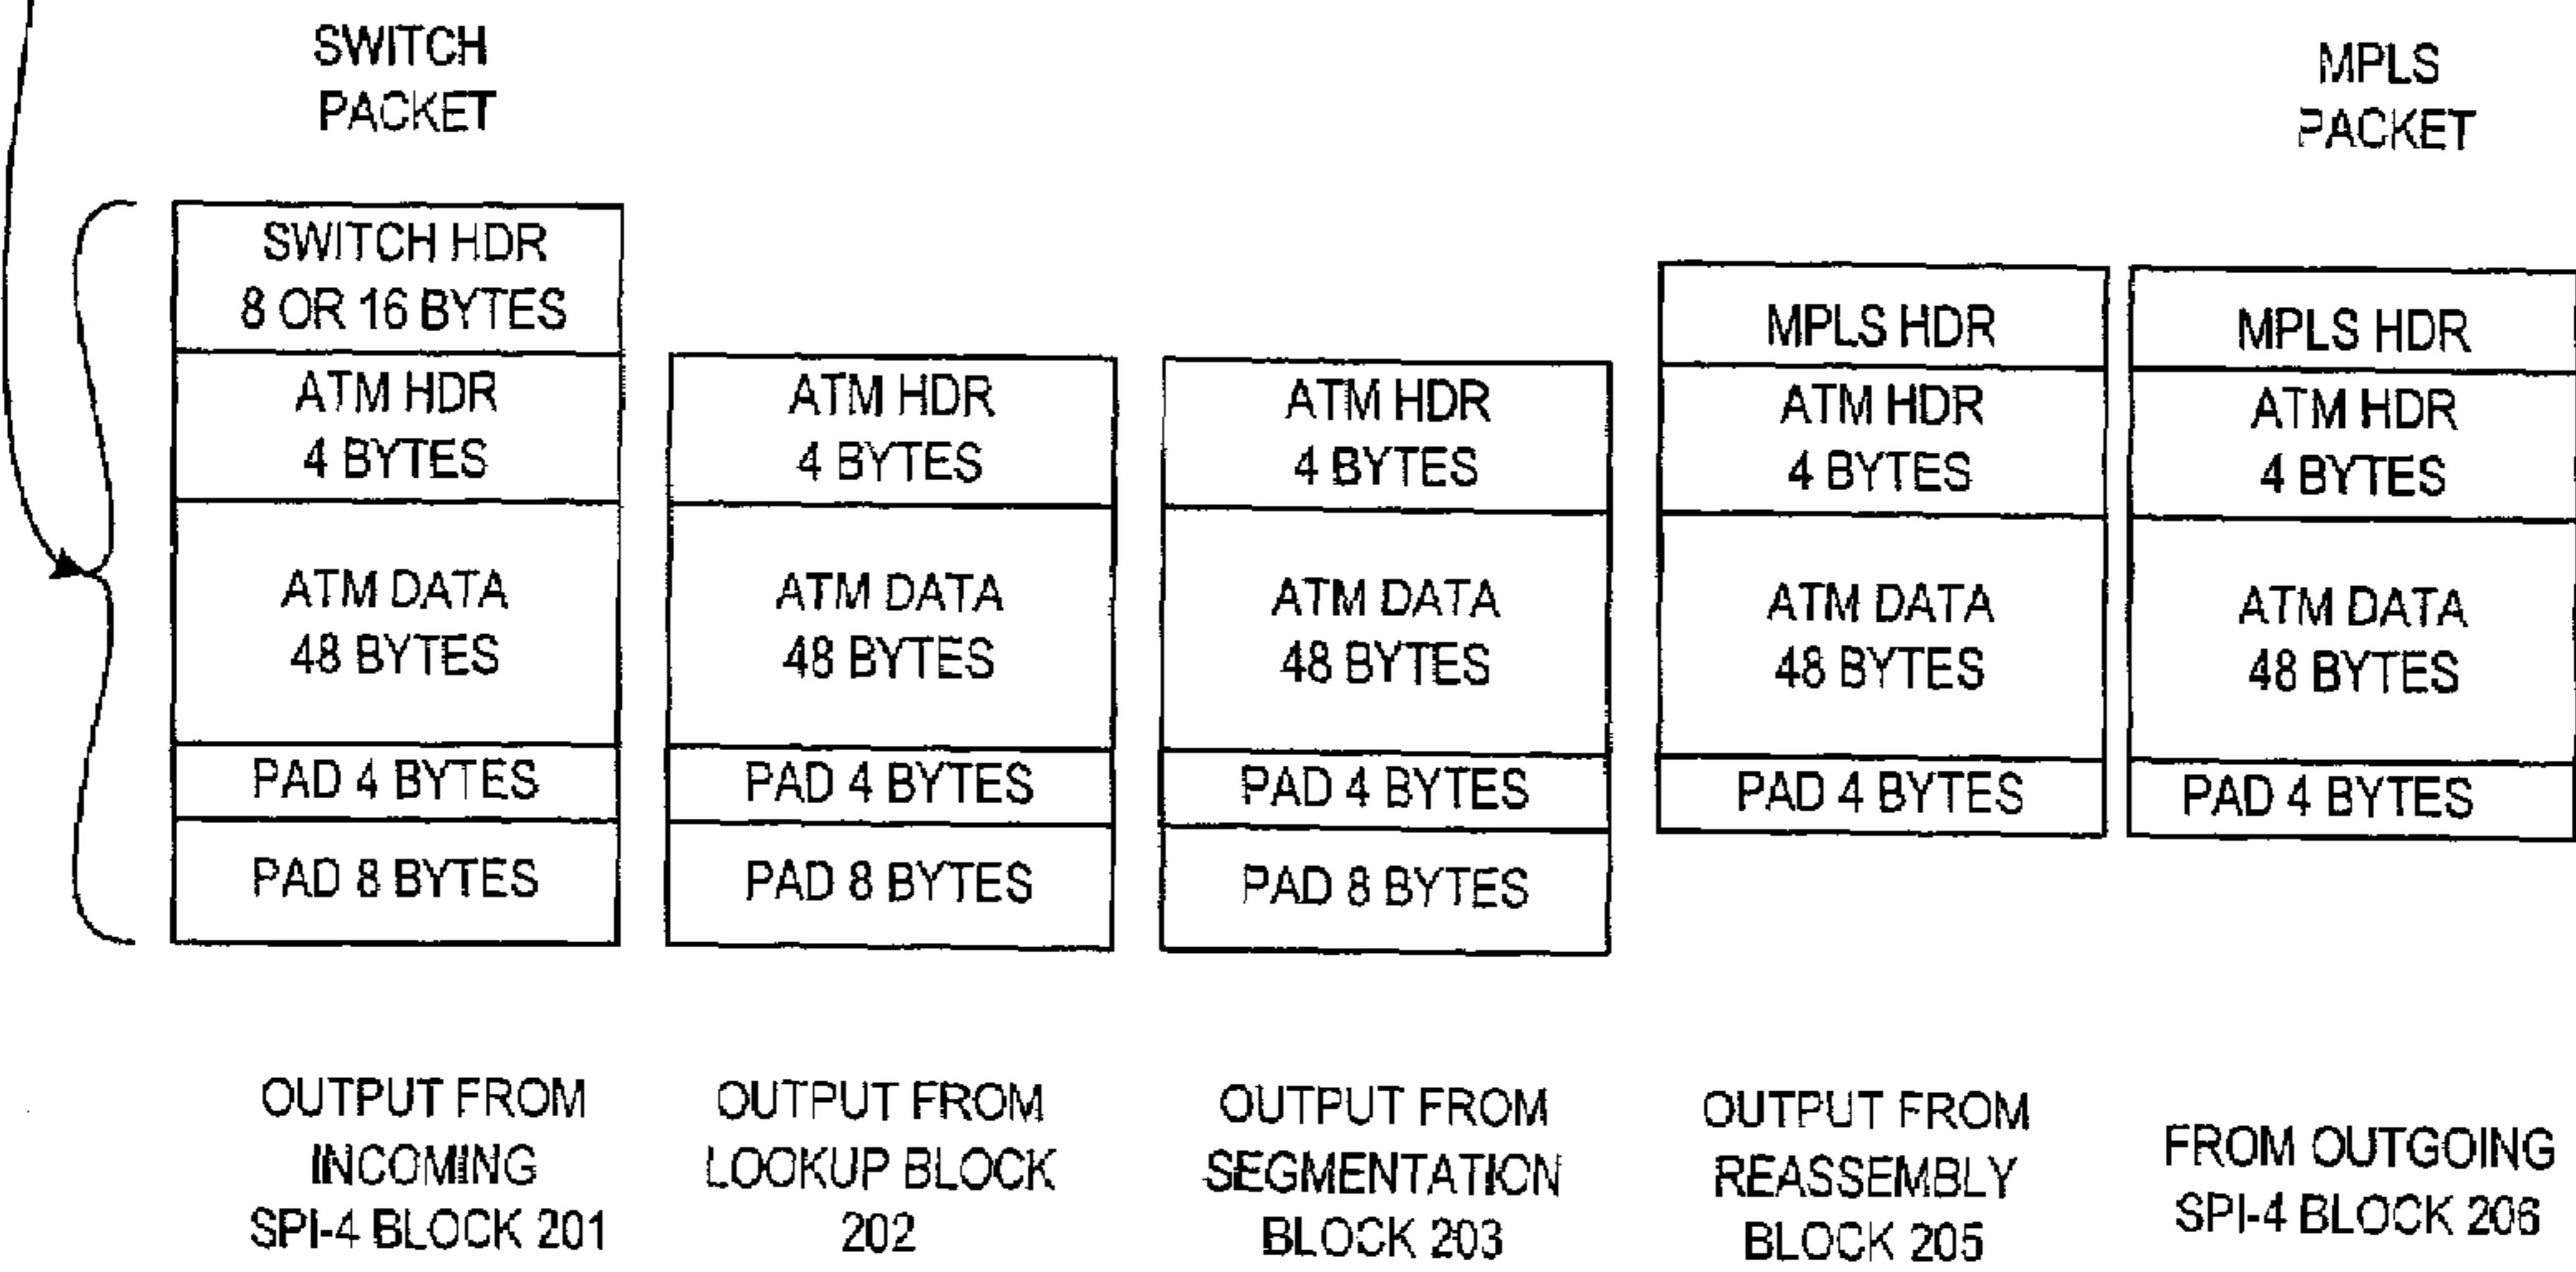 SWITCH
PACKET
MPLS
PACKET
SWITCH HDR
8 OR 16 BYTES
ATM HDR
4 BYTES
ATM DATA
48 BYTES
PAD 4 BYTES
PAD 8 BYTES
ATM HDR
4 BYTES
ATM DATA
48 BYTES
PAD 4 BYTES
PAD 8 BYTES
ATM HDR
4 BYTES
ATM DATA
48 BYTES
PAD 4 BYTES
PAD 8 BYTES
MPLS HDR
ATM HDR
4 BYTES
ATM DATA
48 BYTES
PAD 4 BYTES
MPLS HDR
ATM HDR
4 BYTES
ATM DATA
48 BYTES
PAD 4 BYTES
OUTPUT FROM
INCOMING
SPI-4 BLOCK 201
OUTPUT FROM
LOOKUP BLOCK
202
OUTPUT FROM
SEGMENTATION
BLOCK 203
OUTPUT FROM
REASSEMBLY
BLOCK 205
FROM OUTGOING
SPI-4 BLOCK 206